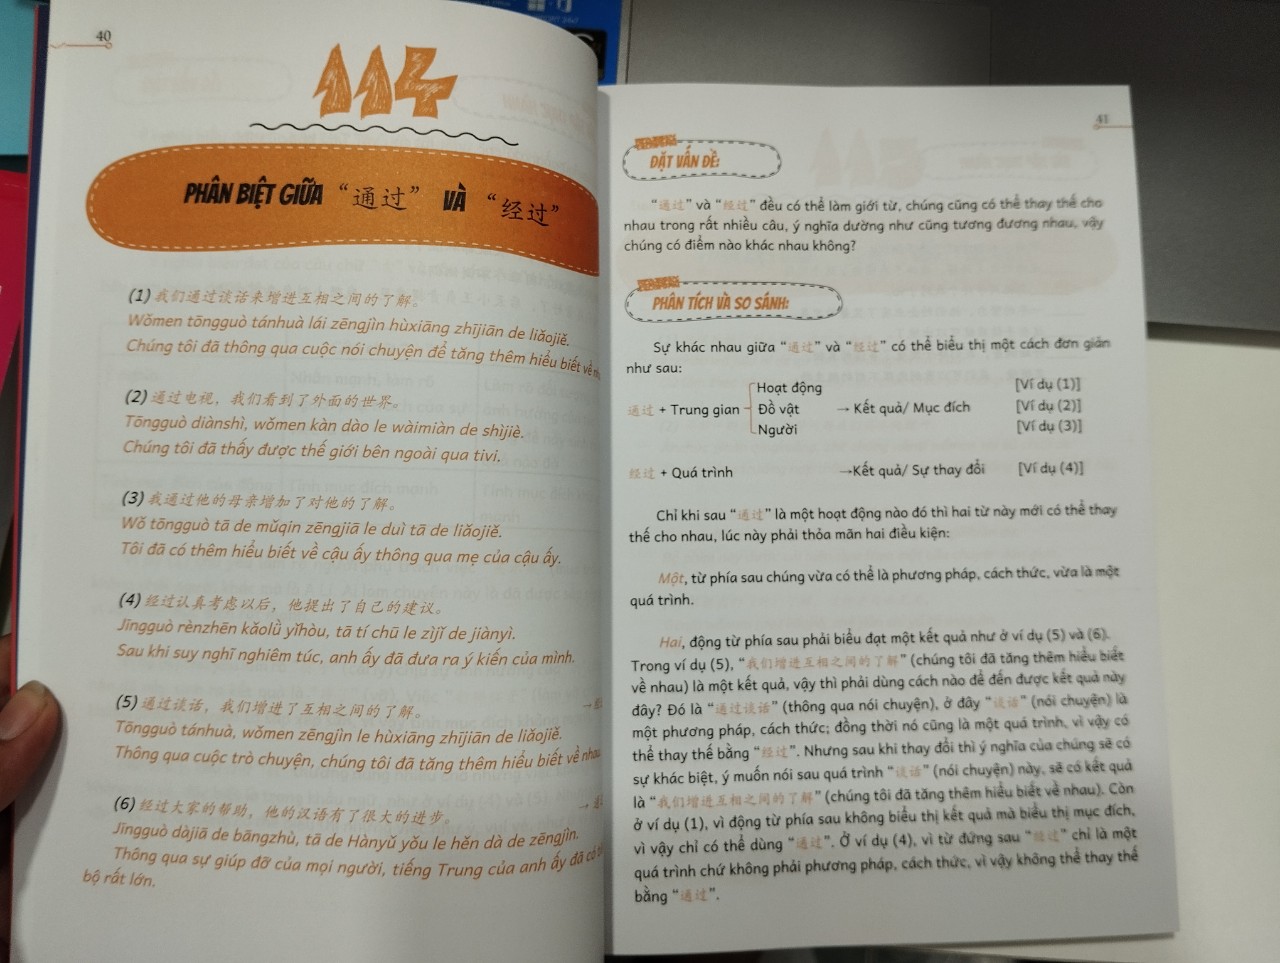 40
114
PHÂN BIỆT GIỮA “通过” VÀ “经过”
(1) 我们通过谈话来增进互相之间的了解。
Wǒmen tōngguò tánhuà lái zēngjìn hùxiāng zhījiān de liǎojiě.
Chúng tôi đã thông qua cuộc nói chuyện để tăng thêm hiểu biết về
(2) 通过电视，我们看到了外面的世界。
Tōngguò diànshì, wǒmen kàn dào le wàimiàn de shìjiè.
Chúng tôi đã thấy được thế giới bên ngoài qua tivi.
(3) 我通过他的母亲增加了对他的了解。
Wǒ tōngguò tā de mǔqin zēngjiā le duì tā de liǎojiě.
Tôi đã có thêm hiểu biết về cậu ấy thông qua mẹ của cậu ấy.
(4) 经过认真考虑以后，他提出了自己的建议。
Jīngguò rènzhēn kǎolǜ yǐhòu, tā tí chū le zìjǐ de jiànyì.
Sau khi suy nghĩ nghiêm túc, anh ấy đã đưa ra ý kiến của mình.
(5) 通过谈话，我们增进了互相之间的了解。 →
Tōngguò tánhuà, wǒmen zēngjìn le hùxiāng zhījiān de liǎojiě.
Thông qua cuộc trò chuyện, chúng tôi đã tăng thêm hiểu biết về nhau
(6) 经过大家的帮助，他的汉语有了很大的进步。 →
Jīngguò dàjiā de bāngzhù, tā de Hànyǔ yǒu le hěn dà de zēngjìn.
Thông qua sự giúp đỡ của mọi người, tiếng Trung của anh ấy đã có
bộ rất lớn.
41
ĐẶT VẤN ĐỀ:
“通过” và “经过” đều có thể làm giới từ, chúng cũng có thể thay thế cho
nhau trong rất nhiều câu, ý nghĩa dường như cũng tương đương nhau, vậy
chúng có điểm nào khác nhau không?
PHÂN TÍCH VÀ SO SÁNH:
Sự khác nhau giữa “通过” và “经过” có thể biểu thị một cách đơn giản
như sau:
Hoạt động [Ví dụ (1)]
通过 + Trung gian Đồ vật → Kết quả/ Mục đích [Ví dụ (2)]
Người [Ví dụ (3)]
经过 + Quá trình →Kết quả/ Sự thay đổi [Ví dụ (4)]
Chỉ khi sau “通过” là một hoạt động nào đó thì hai từ này mới có thể thay
thế cho nhau, lúc này phải thỏa mãn hai điều kiện:
Một, từ phía sau chúng vừa có thể là phương pháp, cách thức, vừa là một
quá trình.
Hai, động từ phía sau phải biểu đạt một kết quả như ở ví dụ (5) và (6).
Trong ví dụ (5), “我们增进互相之间的了解” (chúng tôi đã tăng thêm hiểu biết
về nhau) là một kết quả, vậy thì phải dùng cách nào để đến được kết quả này
đây? Đó là “通过谈话” (thông qua nói chuyện), ở đây “谈话” (nói chuyện) là
một phương pháp, cách thức; đồng thời nó cũng là một quá trình, vì vậy có
thể thay thế bằng “经过”. Nhưng sau khi thay đổi thì ý nghĩa của chúng sẽ có
sự khác biệt, ý muốn nói sau quá trình “谈话” (nói chuyện) này, sẽ có kết quả
là “我们增进互相之间的了解” (chúng tôi đã tăng thêm hiểu biết về nhau). Còn
ở ví dụ (1), vì động từ phía sau không biểu thị kết quả mà biểu thị mục đích,
vì vậy chỉ có thể dùng “通过”. Ở ví dụ (4), vì từ đứng sau “经过” chỉ là một
quá trình chứ không phải phương pháp, cách thức, vì vậy không thể thay thế
bằng “通过”.